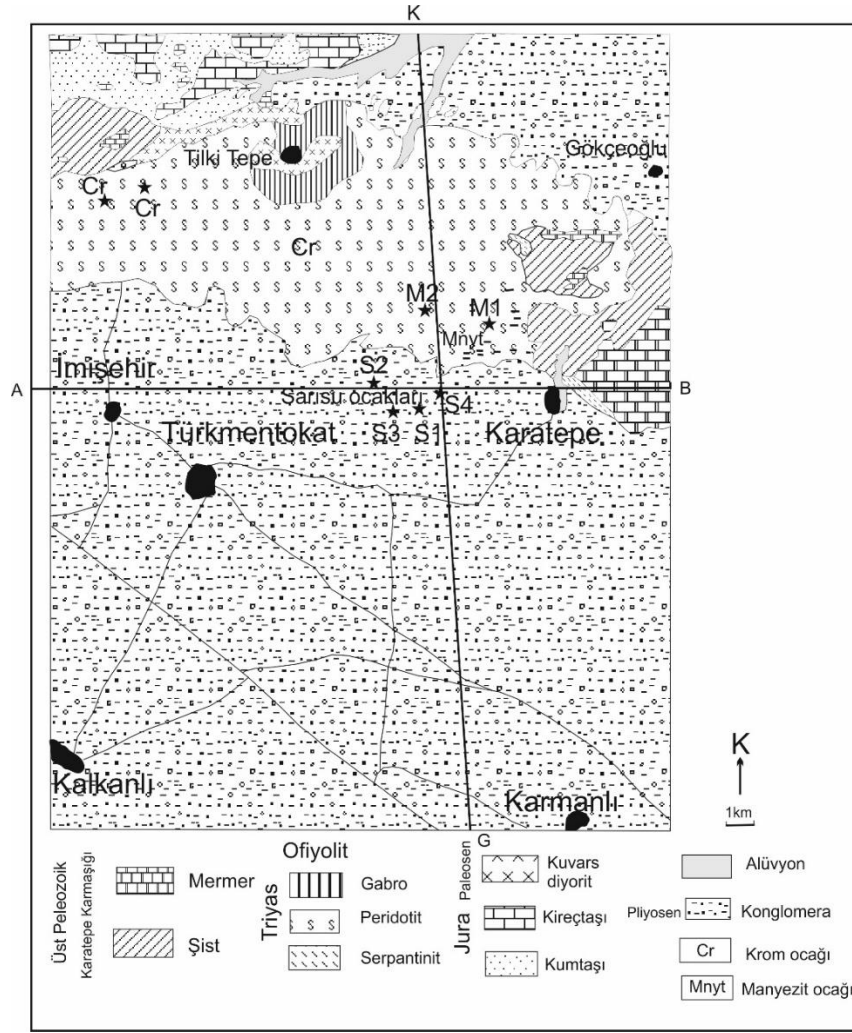 K
Gökçeoğlu
Tilki Tepe
Cr
Cr
Cr
M2
M1
Mnyt
S2
İmişehir
A
B
Sarısu ocakları
S4
S3
S1
Türkmentokat
Karatepe
Kalkanlı
Karmanlı
K
1km
G
Üst Peleozoik
Karatepe Karmaşığı
Mermer
Şist
Triyas
Ofiyolit
Gabro
Peridotit
Serpantinit
Paleosen
Kuvars
diyorit
Jura
Kireçtaşı
Kumtaşı
Alüvyon
Pliyosen
Konglomera
Cr
Krom ocağı
Mnyt
Manyezit ocağı